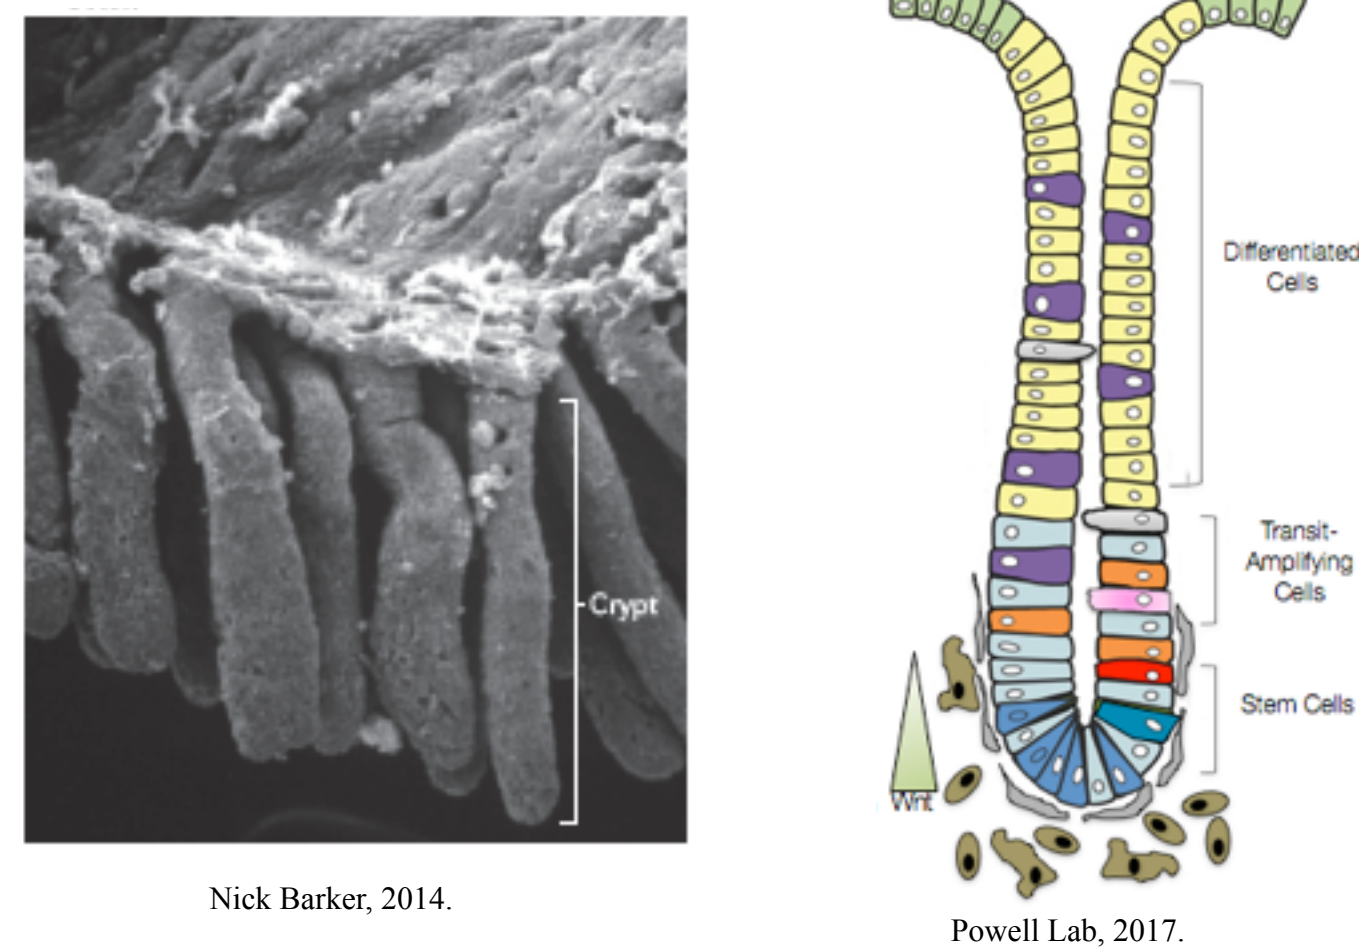 Crypt
Differentiated
Cells
Transit-
Amplifying
Cells
Stem Cells
Wnt
Nick Barker, 2014.
Powell Lab, 2017.